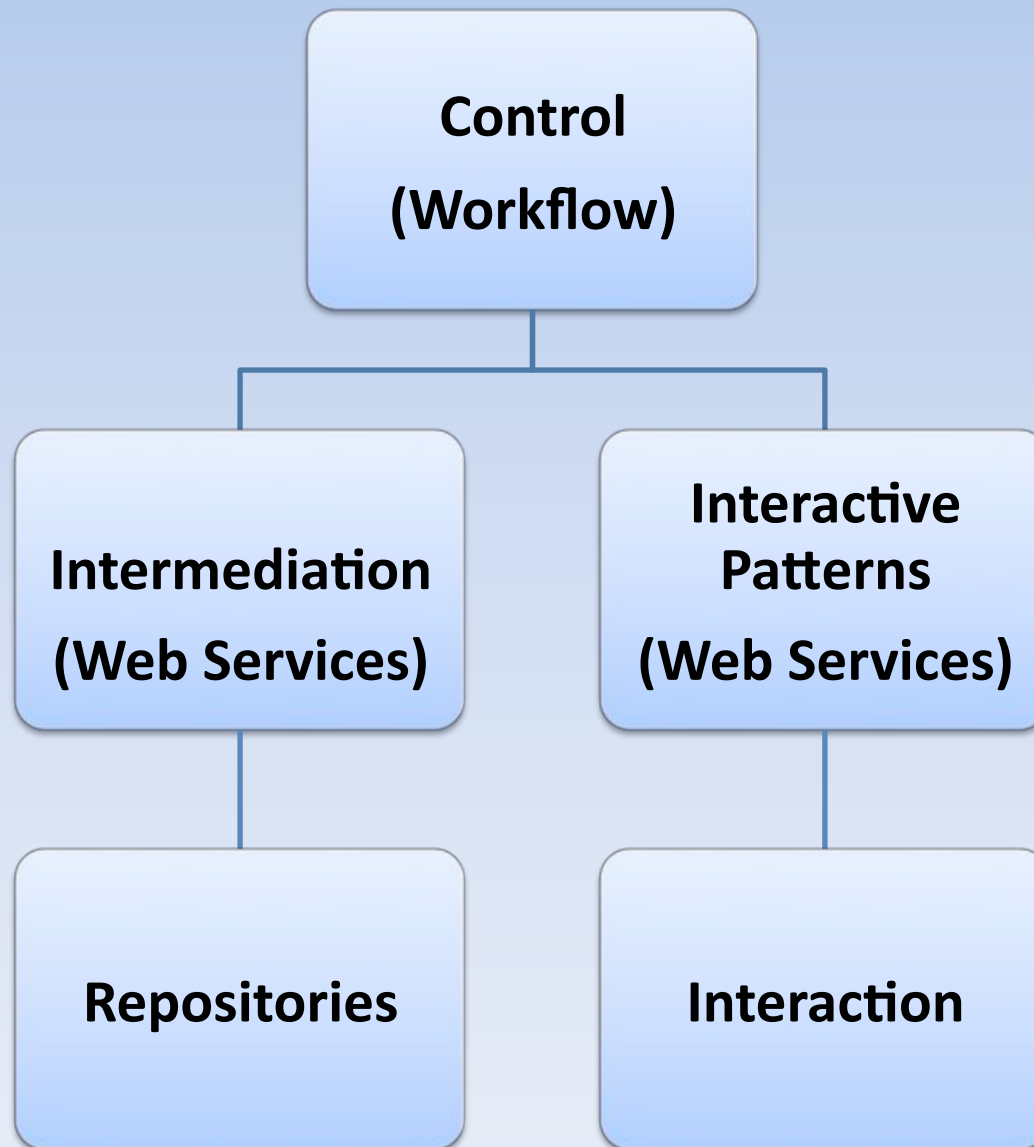 Control
(Workflow)
Intermediation
(Web Services)
Interactive
Patterns
(Web Services)
Repositories
Interaction